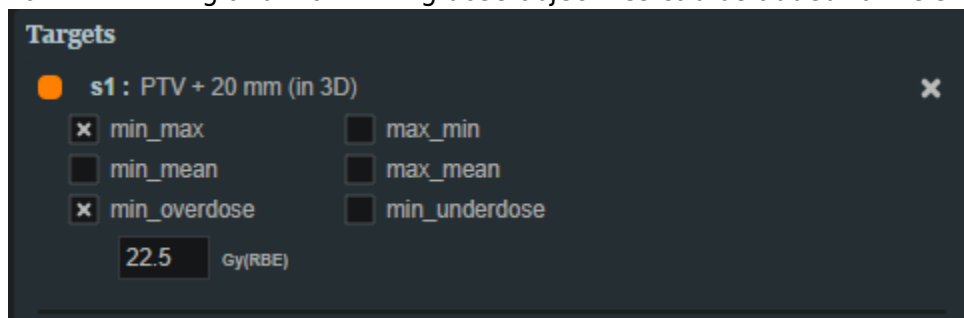 Targets
s1 : PTV + 20 mm (in 3D)
min_max max_min
min_mean max_mean
min_overdose min_underdose
22.5 Gy(RBE)